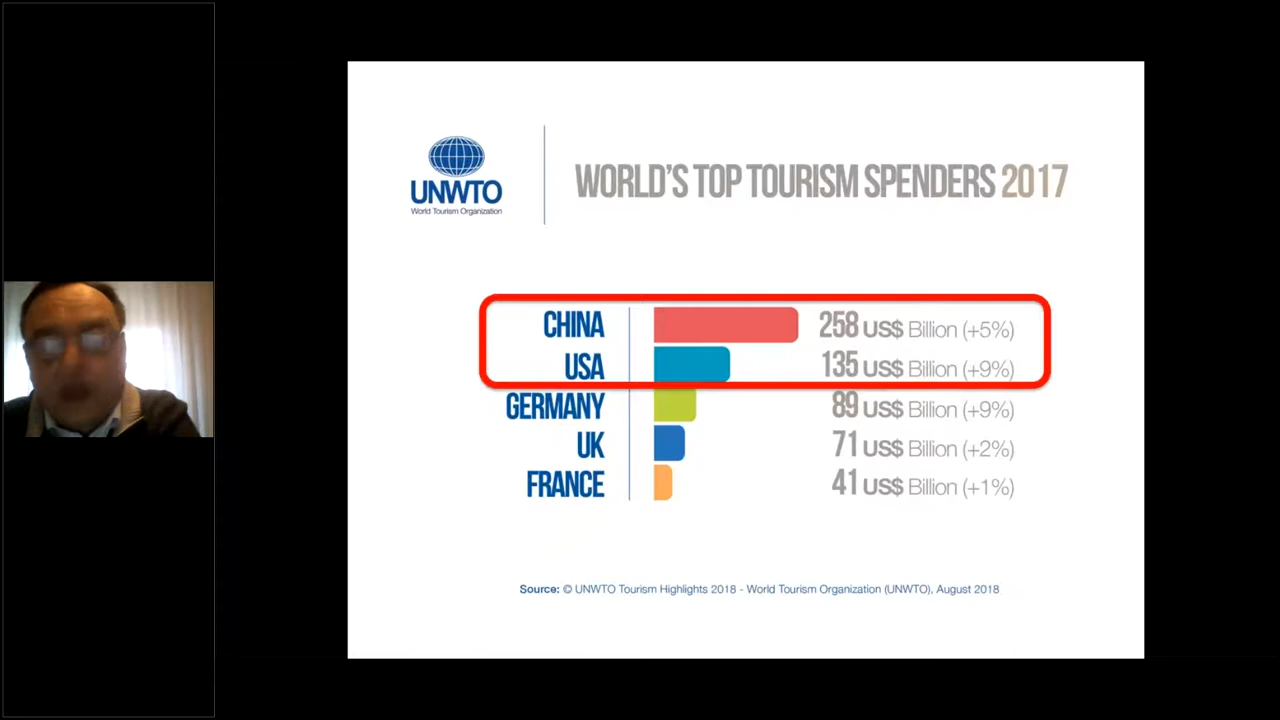 UNWTO
World Tourism Organization
WORLD'S TOP TOURISM SPENDERS 2017
CHINA 258 US$ Billion (+5%)
USA 135 US$ Billion (+9%)
GERMANY 89 US$ Billion (+9%)
UK 71 US$ Billion (+2%)
FRANCE 41 US$ Billion (+1%)
Source: © UNWTO Tourism Highlights 2018 - World Tourism Organization (UNWTO), August 2018